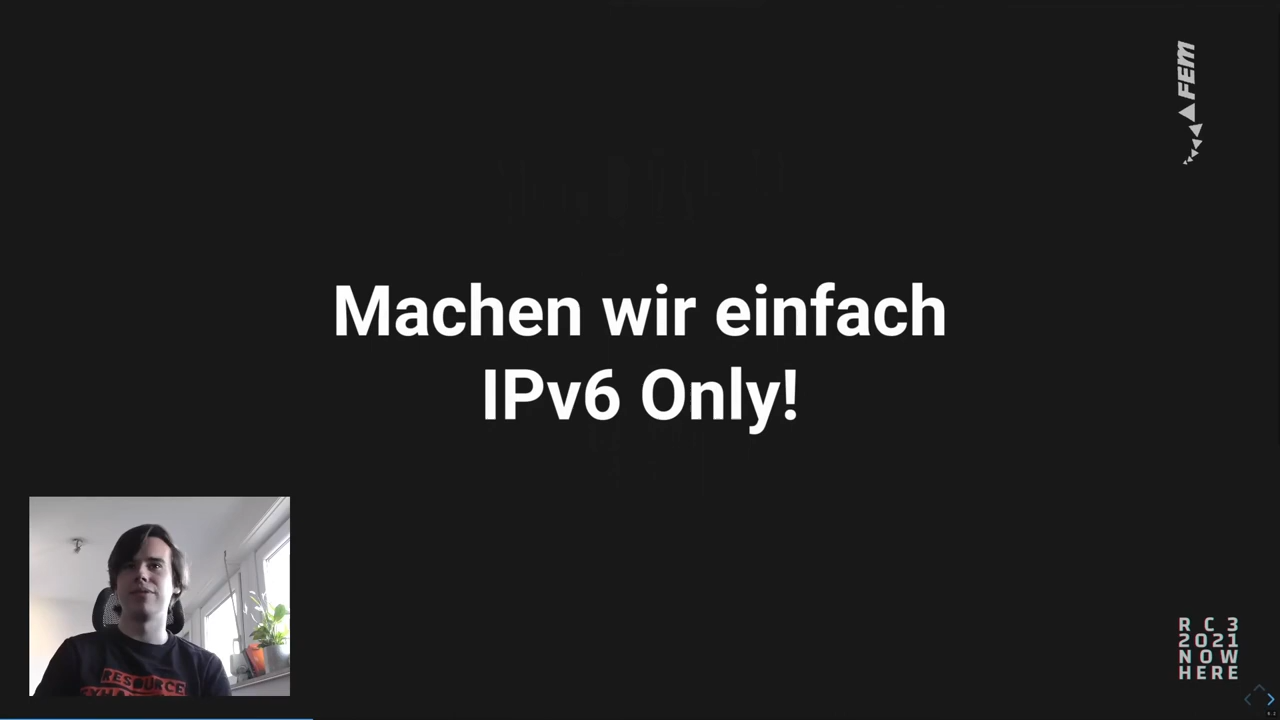 FEM
Machen wir einfach
IPv6 Only!
RESOURCE
R C 3
2021
NOW
HERE